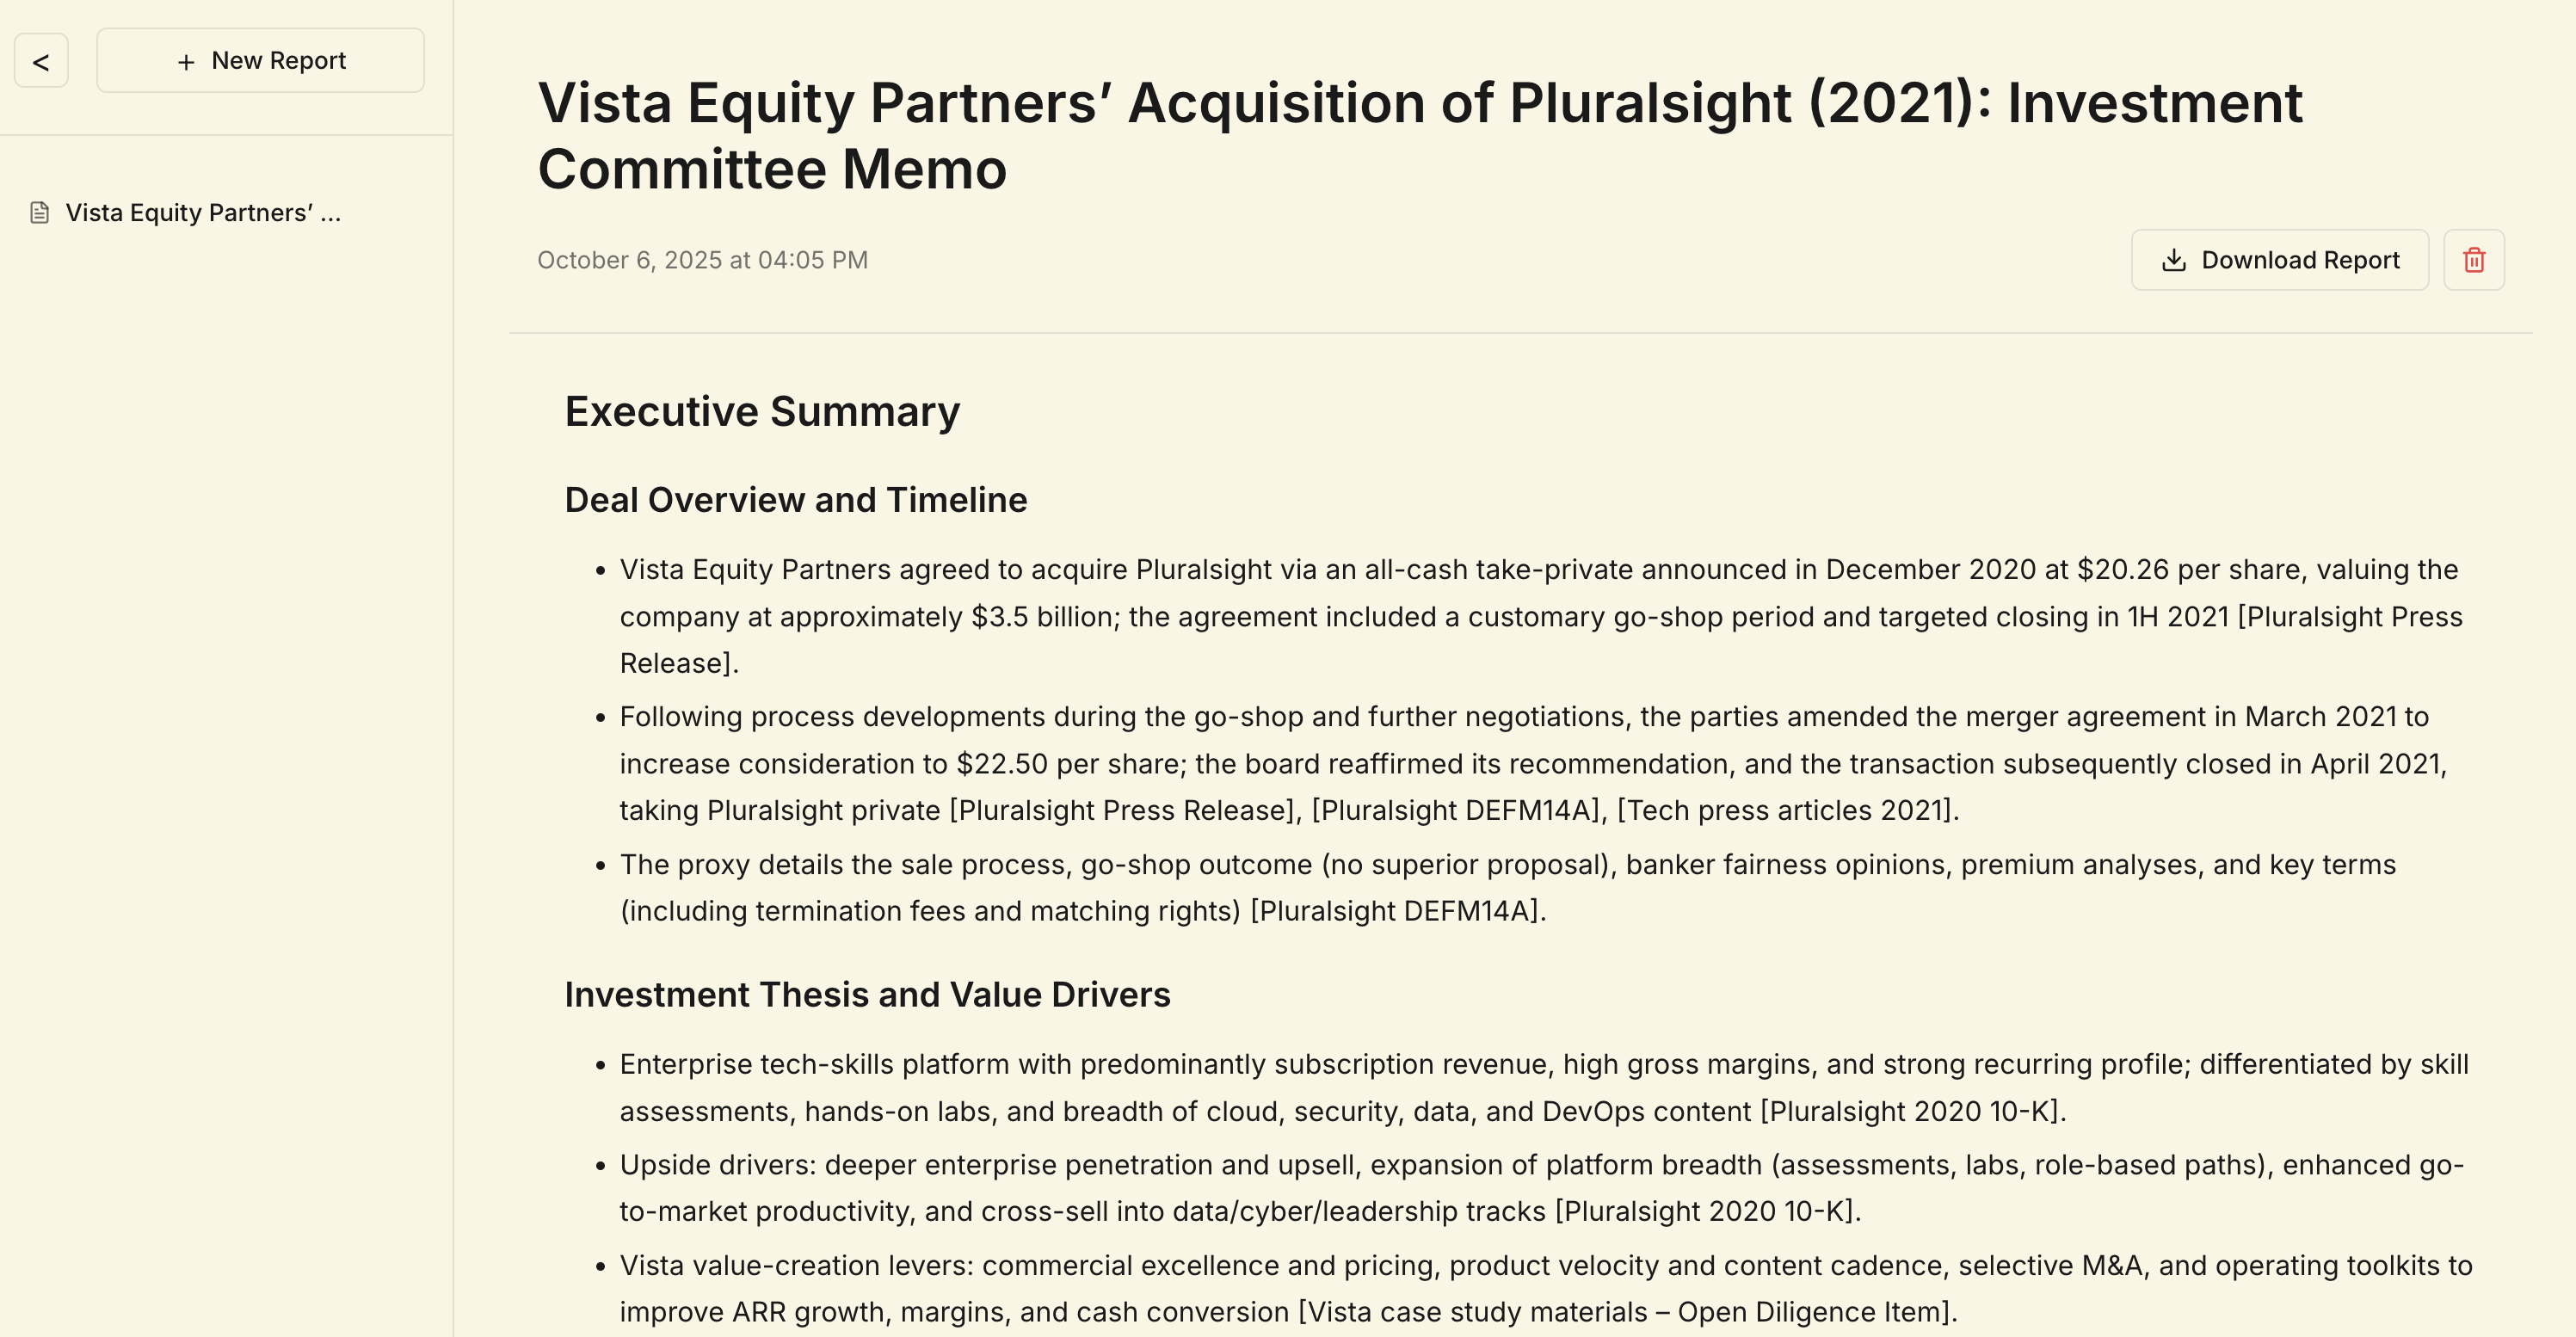 <
+ New Report
Vista Equity Partners’ ...
Vista Equity Partners’ Acquisition of Pluralsight (2021): Investment
Committee Memo
October 6, 2025 at 04:05 PM
Download Report
Executive Summary
Deal Overview and Timeline
• Vista Equity Partners agreed to acquire Pluralsight via an all-cash take-private announced in December 2020 at $20.26 per share, valuing the
company at approximately $3.5 billion; the agreement included a customary go-shop period and targeted closing in 1H 2021 [Pluralsight Press
Release].
• Following process developments during the go-shop and further negotiations, the parties amended the merger agreement in March 2021 to
increase consideration to $22.50 per share; the board reaffirmed its recommendation, and the transaction subsequently closed in April 2021,
taking Pluralsight private [Pluralsight Press Release], [Pluralsight DEFM14A], [Tech press articles 2021].
• The proxy details the sale process, go-shop outcome (no superior proposal), banker fairness opinions, premium analyses, and key terms
(including termination fees and matching rights) [Pluralsight DEFM14A].
Investment Thesis and Value Drivers
• Enterprise tech-skills platform with predominantly subscription revenue, high gross margins, and strong recurring profile; differentiated by skill
assessments, hands-on labs, and breadth of cloud, security, data, and DevOps content [Pluralsight 2020 10-K].
• Upside drivers: deeper enterprise penetration and upsell, expansion of platform breadth (assessments, labs, role-based paths), enhanced go-
to-market productivity, and cross-sell into data/cyber/leadership tracks [Pluralsight 2020 10-K].
• Vista value-creation levers: commercial excellence and pricing, product velocity and content cadence, selective M&A, and operating toolkits to
improve ARR growth, margins, and cash conversion [Vista case study materials – Open Diligence Item].